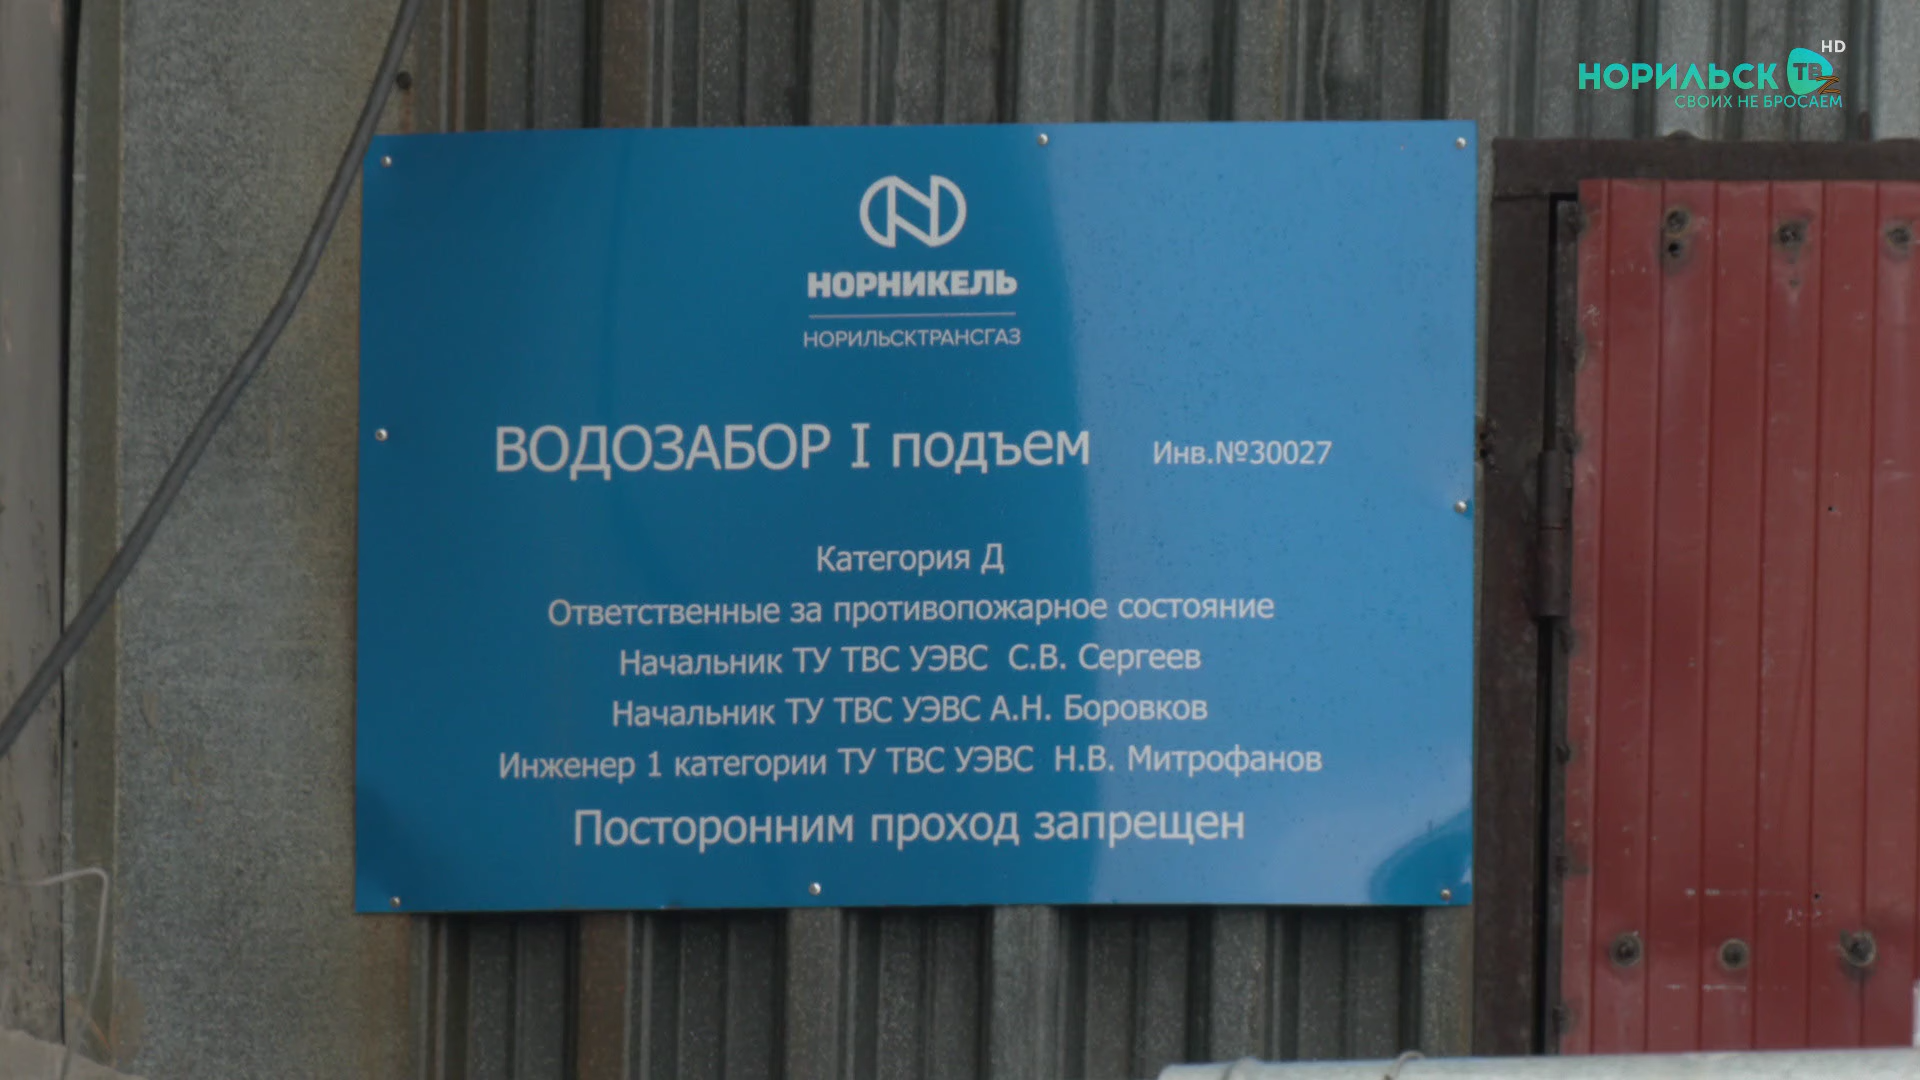 HD
НОРИЛЬСК ТВ
СВОИХ НЕ БРОСАЕМ
НОРНИКЕЛЬ
НОРИЛЬСКТРАНСГАЗ
ВОДОЗАБОР I подъем Инв.№30027
Категория Д
Ответственные за противопожарное состояние
Начальник ТУ ТВС УЭВС С.В. Сергеев
Начальник ТУ ТВС УЭВС А.Н. Боровков
Инженер 1 категории ТУ ТВС УЭВС Н.В. Митрофанов
Посторонним проход запрещен